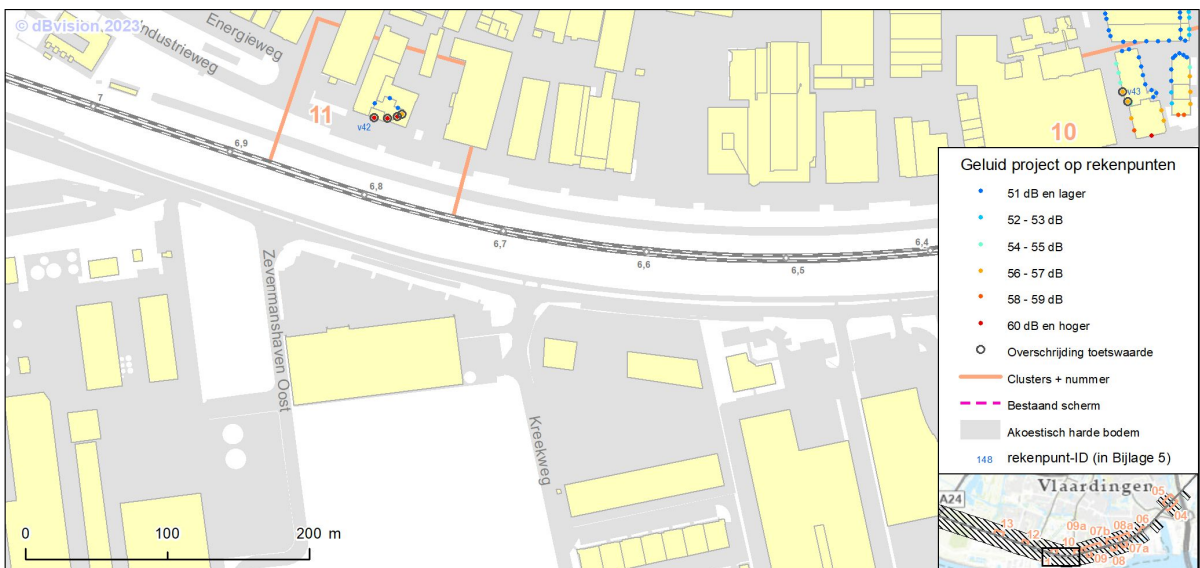 © dBvision,2023
Energieweg
Industrieweg
7
11
v42
6,9
6,8
6,7
6,6
6,5
6,4
v43
10
Zevenmanshaven Oost
Kreekweg
0 100 200 m
Geluid project op rekenpunten
51 dB en lager
52 - 53 dB
54 - 55 dB
56 - 57 dB
58 - 59 dB
60 dB en hoger
Overschrijding toetswaarde
Clusters + nummer
Bestaand scherm
Akoestisch harde bodem
148 rekenpunt-ID (in Bijlage 5)
Vlaardingen
A24
05
04
06
13
12
09a
07b
08a
10
07a
09
08